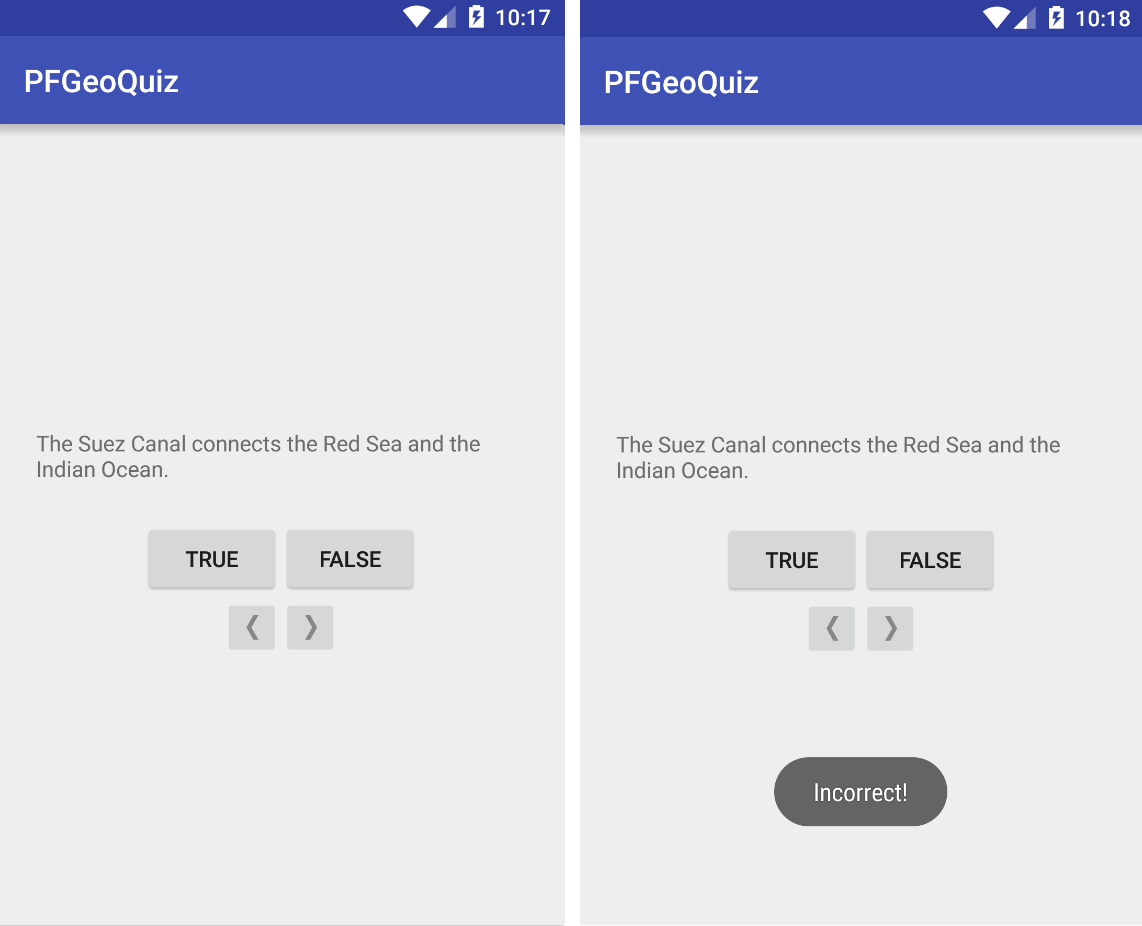 10:17
PFGeoQuiz
The Suez Canal connects the Red Sea and the
Indian Ocean.
TRUE
FALSE
10:18
PFGeoQuiz
The Suez Canal connects the Red Sea and the
Indian Ocean.
TRUE
FALSE
Incorrect!